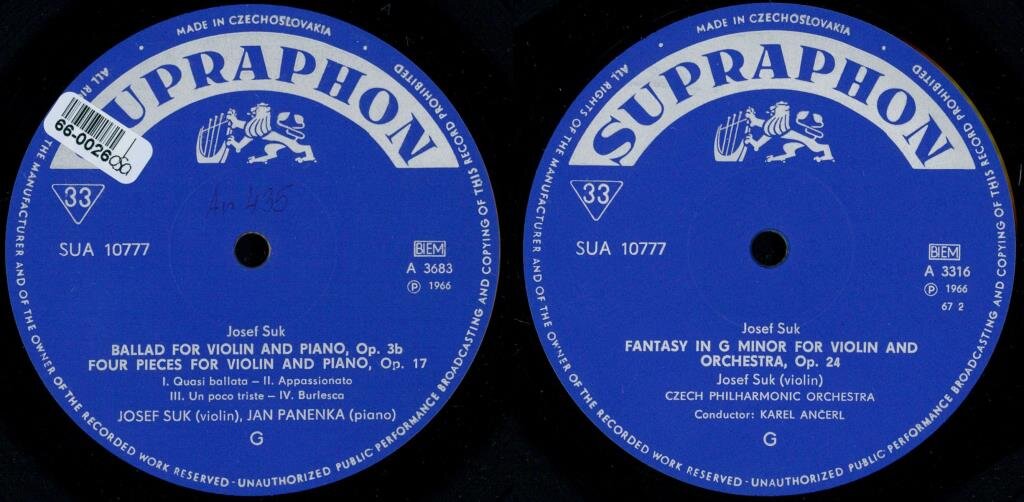 MADE IN CZECHOSLOVAKIA
SUPRAPHON
66-0026
33
An 435
SUA 10777
BIEM
A 3683
Ⓟ 1966
Josef Suk
BALLAD FOR VIOLIN AND PIANO, Op. 3b
FOUR PIECES FOR VIOLIN AND PIANO, Op. 17
I. Quasi ballata – II. Appassionato
III. Un poco triste – IV. Burlesca
JOSEF SUK (violin), JAN PANENKA (piano)
G
THE MANUFACTURER AND OF THE OWNER OF THE RECORDED WORK RESERVED - UNAUTHORIZED PUBLIC PERFORMANCE BROADCASTING AND COPYING OF THIS RECORD PROHIBITED
MADE IN CZECHOSLOVAKIA
SUPRAPHON
33
SUA 10777
BIEM
A 3316
Ⓟ 1966
67 2
Josef Suk
FANTASY IN G MINOR FOR VIOLIN AND
ORCHESTRA, Op. 24
Josef Suk (violin)
CZECH PHILHARMONIC ORCHESTRA
Conductor: KAREL ANČERL
G
ALL RIGHTS OF THE MANUFACTURER AND OF THE OWNER OF THE RECORDED WORK RESERVED - UNAUTHORIZED PUBLIC PERFORMANCE BROADCASTING AND COPYING OF THIS RECORD PROHIBITED